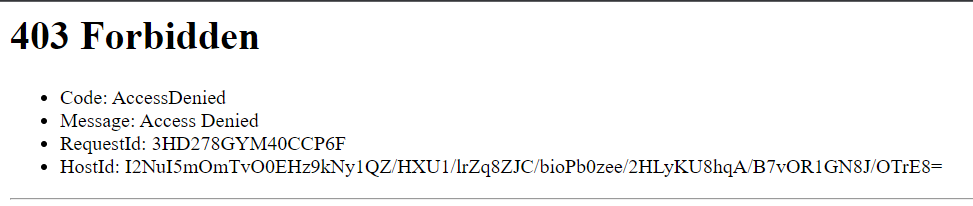 403 Forbidden
Code: AccessDenied
Message: Access Denied
RequestId: 3HD278GYM40CCP6F
HostId: I2NuI5mOmTvO0EHz9kNy1QZ/HXU1/lrZq8ZJC/bioPb0zee/2HLyKU8hqA/B7vOR1GN8J/OTrE8=